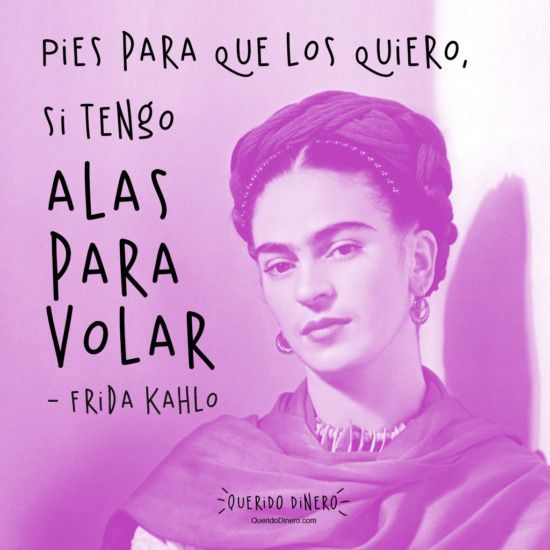 PiES PARA QUE LOS QUiERO,
Si TENGO
ALAS
PARA
VOLAR
- FRiDA KAHLO
QUERiDO DiNERO
QueridoDinero.com